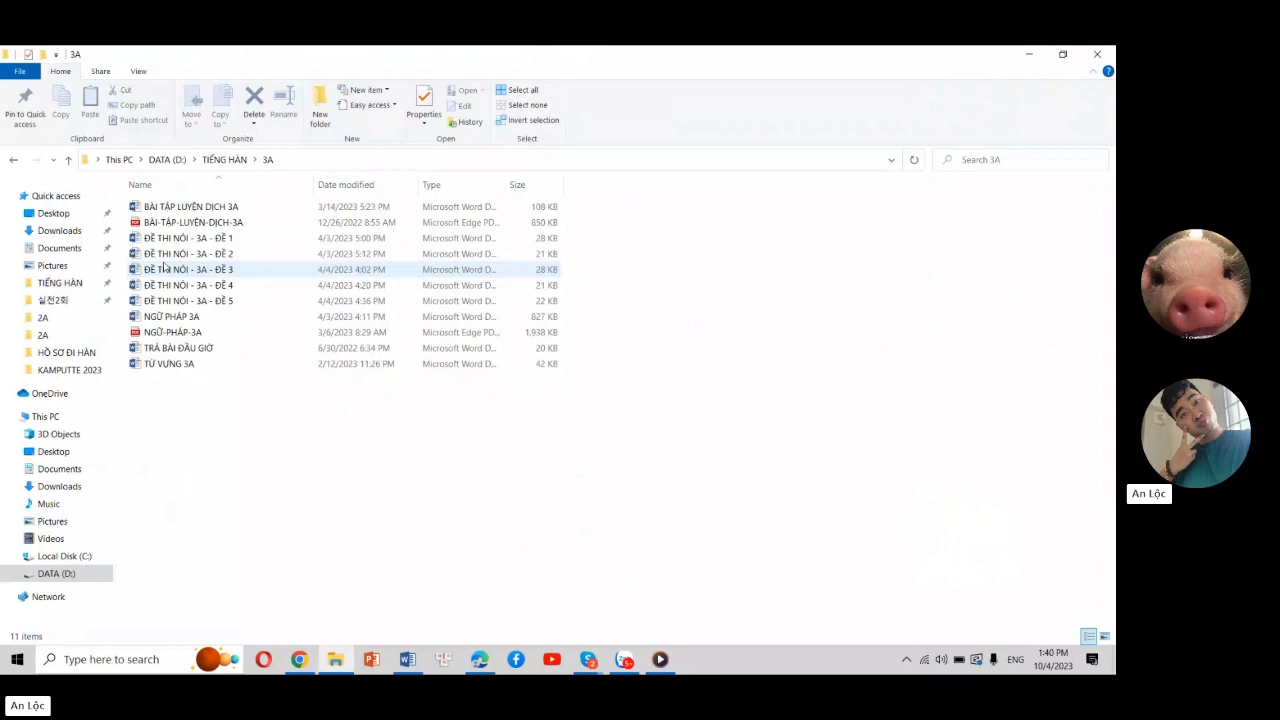 3A
File Home Share View
Pin to Quick access
Copy
Paste
Cut
Copy path
Paste shortcut
Clipboard
Move to
Copy to
Delete
Rename
Organize
New folder
New item
Easy access
New
Properties
Open
Edit
History
Open
Select all
Select none
Invert selection
Select
This PC > DATA (D:) > TIẾNG HÀN > 3A
Search 3A
Name Date modified Type Size
BÀI TẬP LUYỆN DỊCH 3A 3/14/2023 5:23 PM Microsoft Word D... 108 KB
BÀI-TẬP-LUYỆN-DỊCH-3A 12/26/2022 8:55 AM Microsoft Edge PD... 850 KB
ĐỀ THI NÓI - 3A - ĐỀ 1 4/3/2023 5:00 PM Microsoft Word D... 28 KB
ĐỀ THI NÓI - 3A - ĐỀ 2 4/3/2023 5:12 PM Microsoft Word D... 21 KB
ĐỀ THI NÓI - 3A - ĐỀ 3 4/4/2023 4:02 PM Microsoft Word D... 28 KB
ĐỀ THI NÓI - 3A - ĐỀ 4 4/4/2023 4:20 PM Microsoft Word D... 21 KB
ĐỀ THI NÓI - 3A - ĐỀ 5 4/4/2023 4:36 PM Microsoft Word D... 22 KB
NGỮ PHÁP 3A 4/3/2023 4:11 PM Microsoft Word D... 827 KB
NGỮ-PHÁP-3A 3/6/2023 8:29 AM Microsoft Edge PD... 1,938 KB
TRẢ BÀI ĐẦU GIỜ 6/30/2022 6:34 PM Microsoft Word D... 20 KB
TỪ VỰNG 3A 2/12/2023 11:26 PM Microsoft Word D... 42 KB
Quick access
Desktop
Downloads
Documents
Pictures
TIẾNG HÀN
실전2회
2A
2A
HỒ SƠ ĐI HÀN
KAMPUTTE 2023
OneDrive
This PC
3D Objects
Desktop
Documents
Downloads
Music
Pictures
Videos
Local Disk (C:)
DATA (D:)
Network
11 items
Type here to search
5+
ENG
1:40 PM
10/4/2023
An Lộc
An Lộc